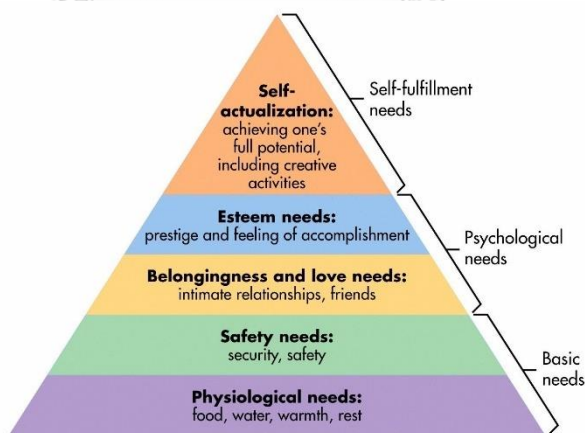 Self-
actualization:
achieving one's
full potential,
including creative
activities
Self-fulfillment
needs
Esteem needs:
prestige and feeling of accomplishment
Psychological
needs
Belongingness and love needs:
intimate relationships, friends
Safety needs:
security, safety
Basic
needs
Physiological needs:
food, water, warmth, rest